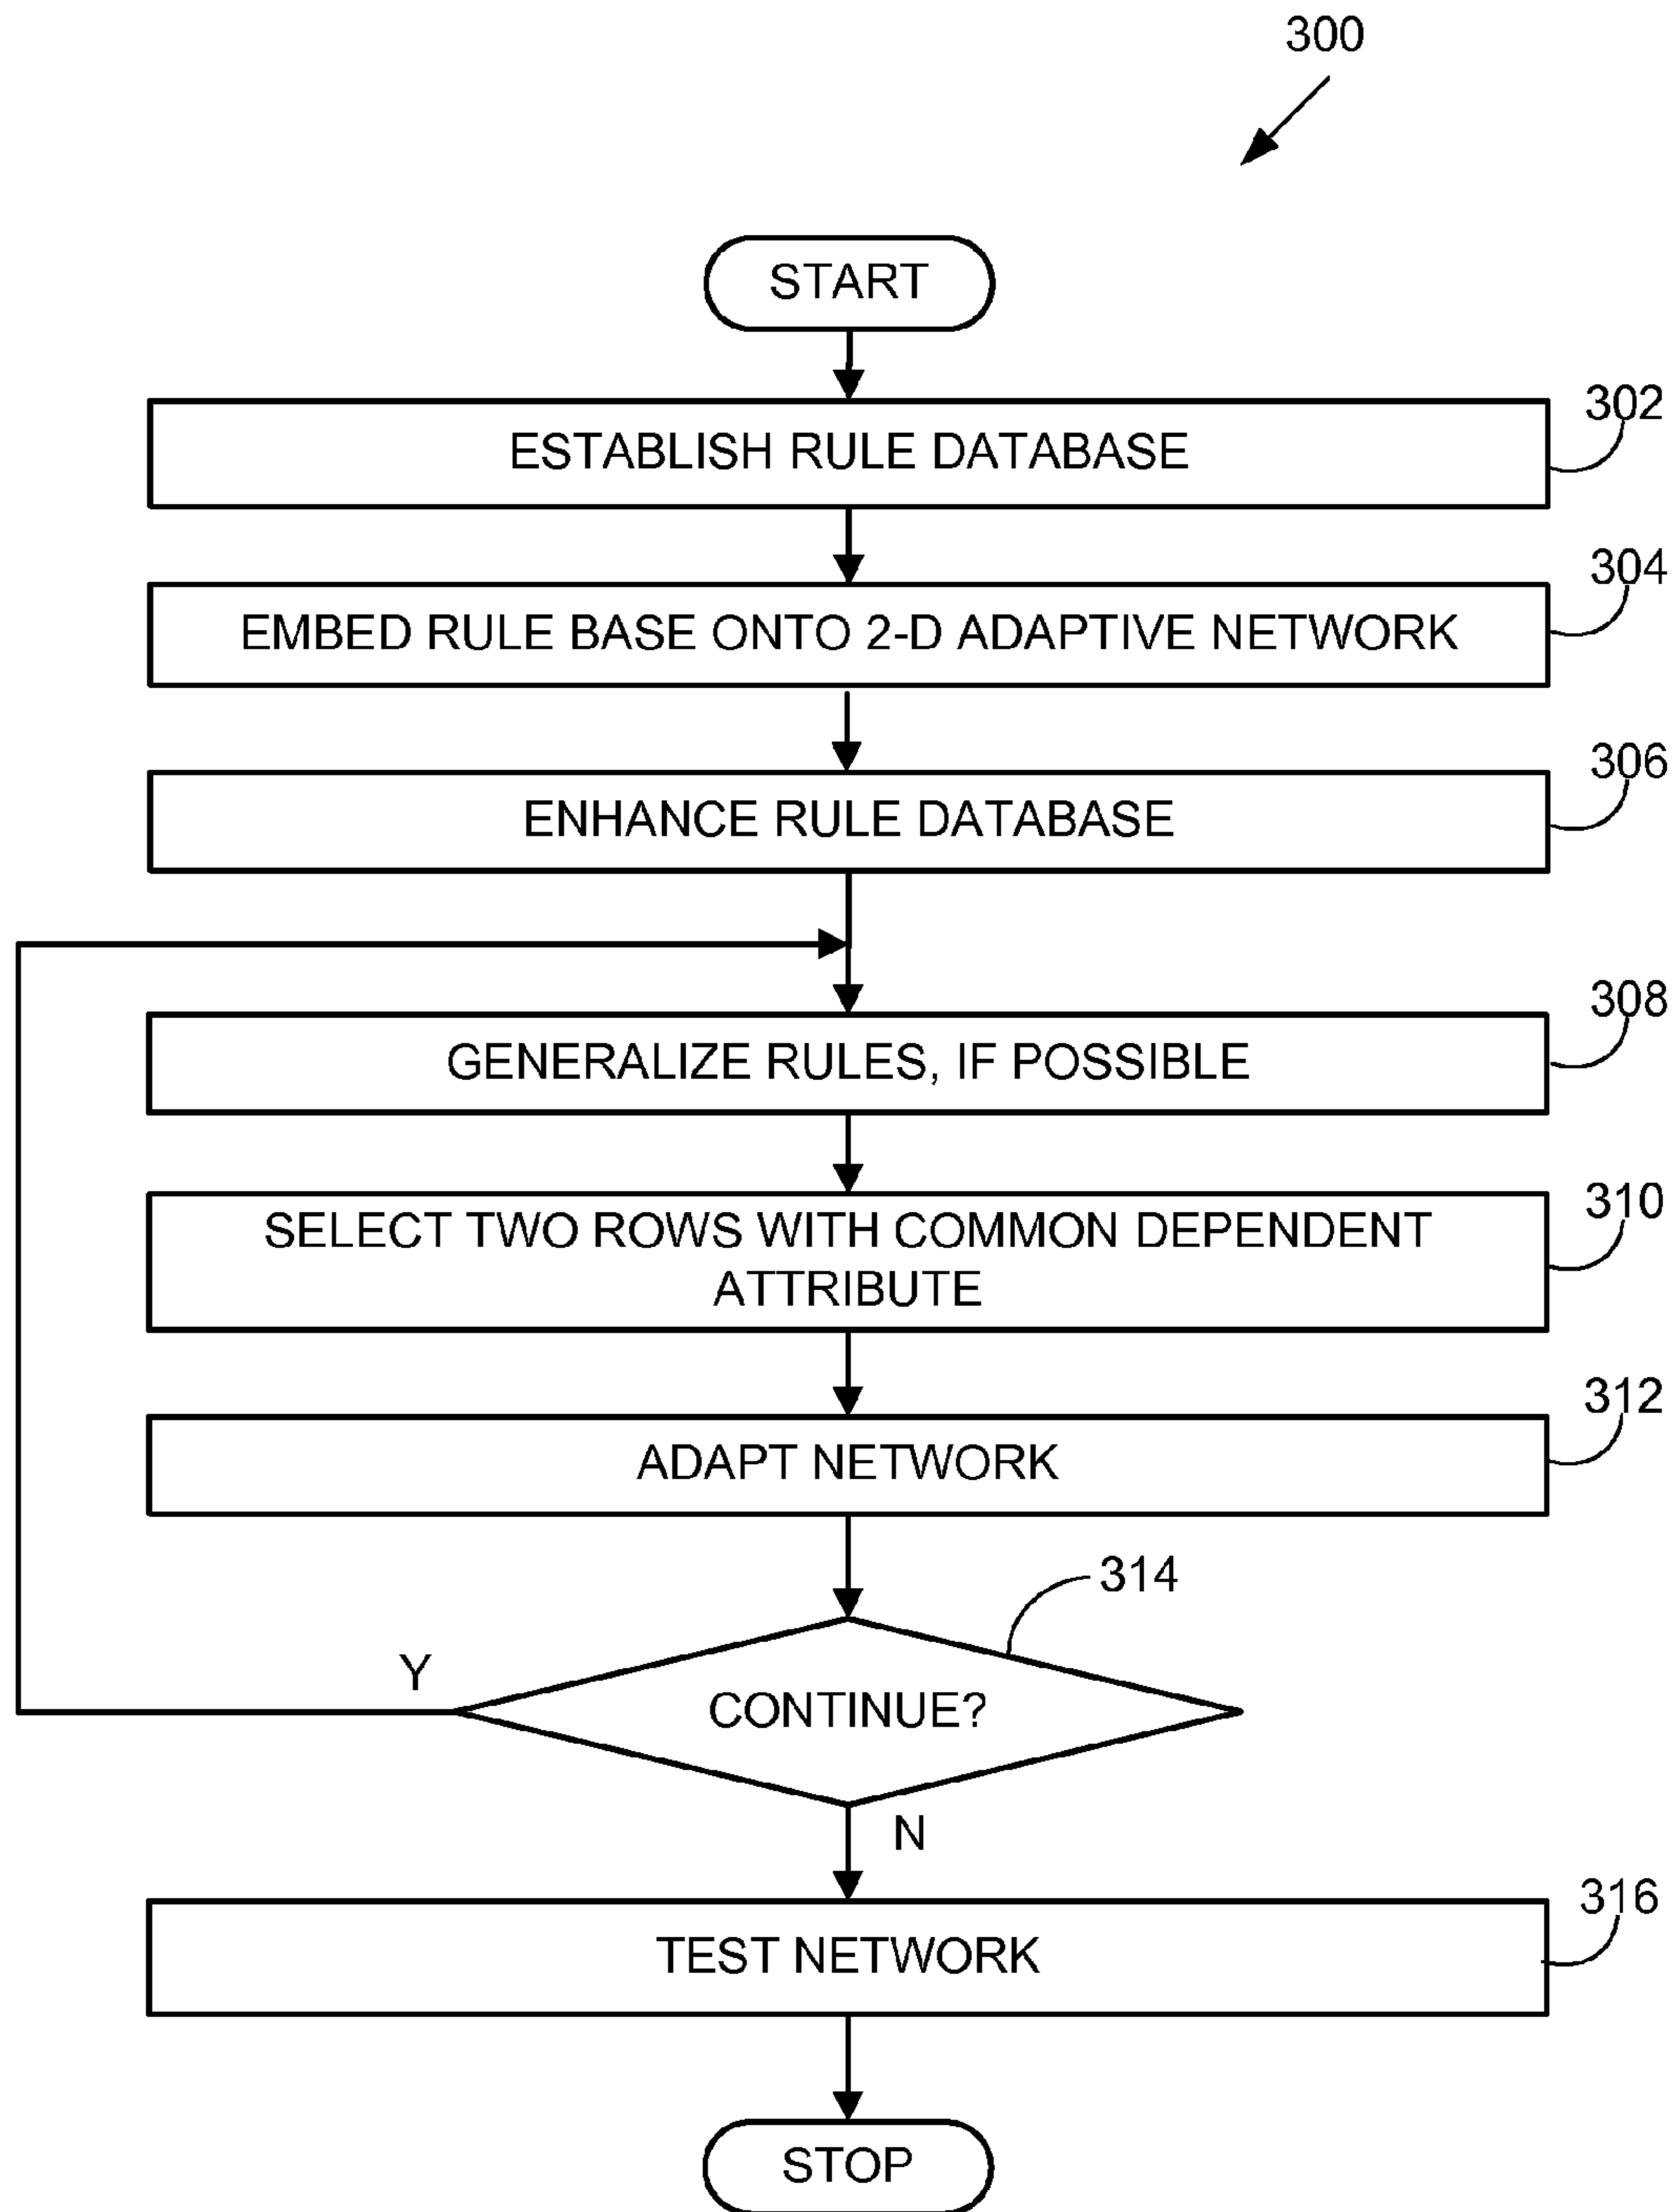 300
START
302
ESTABLISH RULE DATABASE
304
EMBED RULE BASE ONTO 2-D ADAPTIVE NETWORK
306
ENHANCE RULE DATABASE
308
GENERALIZE RULES, IF POSSIBLE
310
SELECT TWO ROWS WITH COMMON DEPENDENT
ATTRIBUTE
312
ADAPT NETWORK
314
Y
CONTINUE?
N
316
TEST NETWORK
STOP